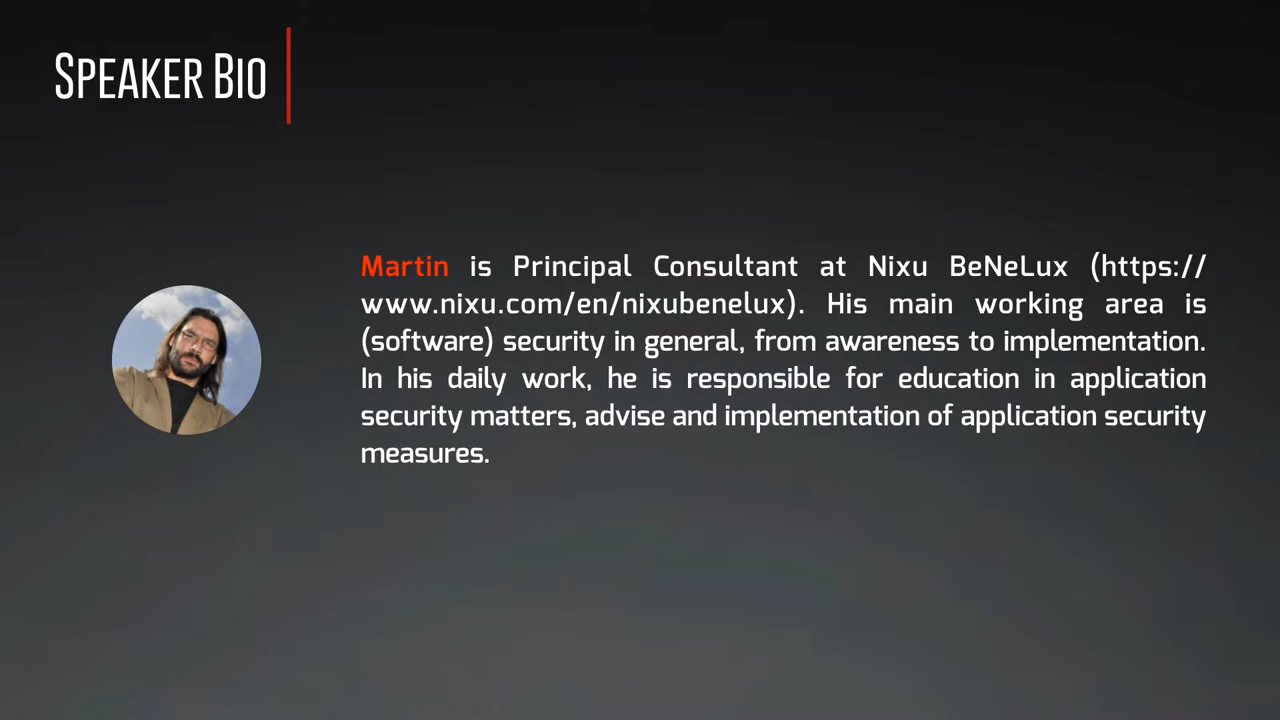 Speaker Bio
Martin is Principal Consultant at Nixu BeNeLux (https://
www.nixu.com/en/nixubenelux). His main working area is
(software) security in general, from awareness to implementation.
In his daily work, he is responsible for education in application
security matters, advise and implementation of application security
measures.